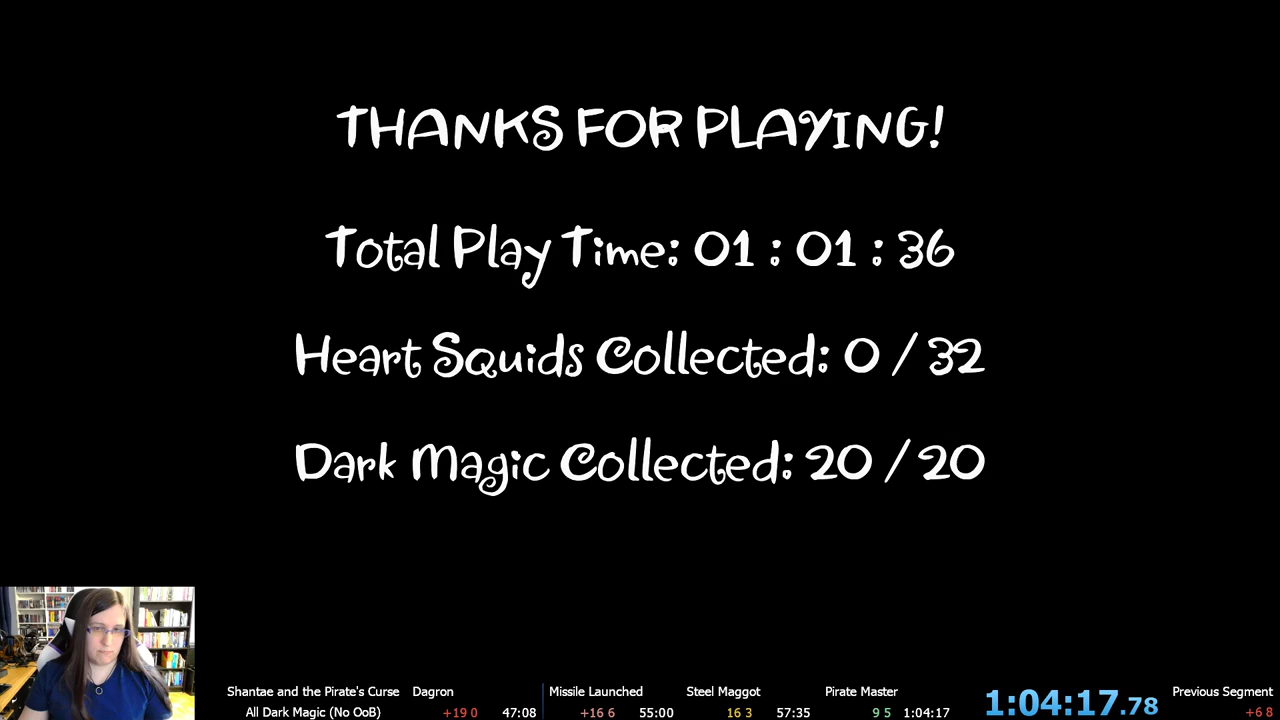 THANKS FOR PLAYING!
Total Play Time: 01 : 01 : 36
Heart Squids Collected: 0 / 32
Dark Magic Collected: 20 / 20
Shantae and the Pirate's Curse Dagron Missile Launched Steel Maggot Pirate Master 1:04:17.78 Previous Segment
All Dark Magic (No OoB) +19 0 47:08 +16 6 55:00 16 3 57:35 9 5 1:04:17 +6 8